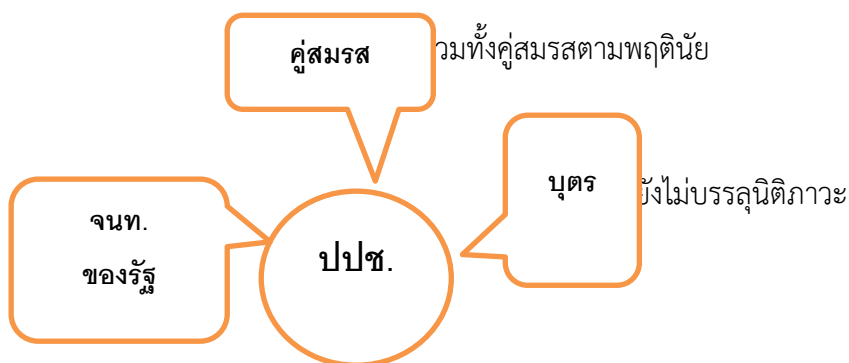 คู่สมรส
วมทั้งคู่สมรสตามพฤตินัย
บุตร
ยังไม่บรรลุนิติภาวะ
จนท.
ของรัฐ
ปปช.